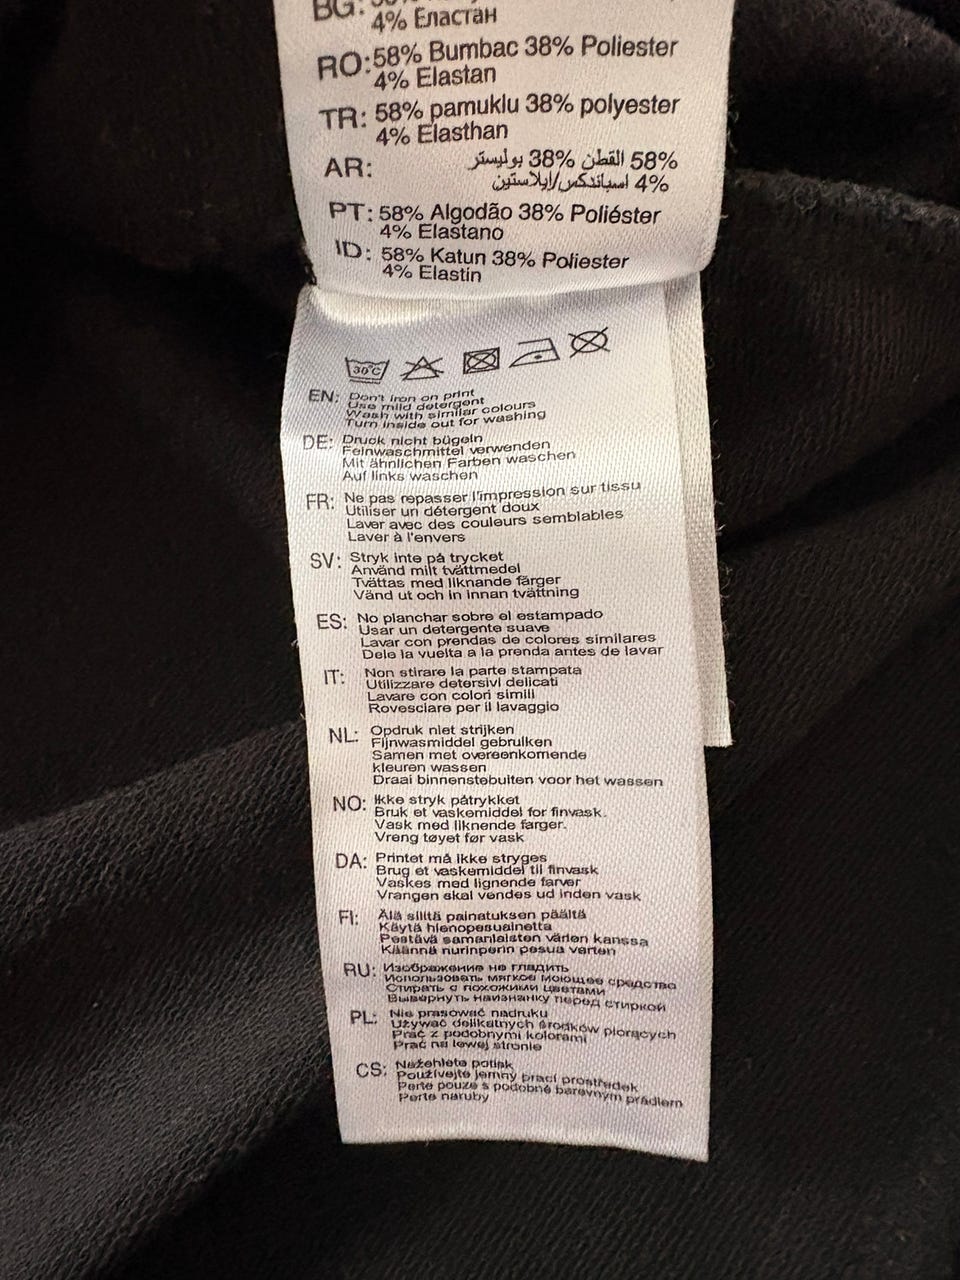 BG:
4% Еластан
RO: 58% Bumbac 38% Poliester
4% Elastan
TR: 58% pamuklu 38% polyester
4% Elasthan
AR: 58% القطن 38% بوليستر
4% اسباندكس/إيلاستين
PT: 58% Algodão 38% Poliéster
4% Elastano
ID: 58% Katun 38% Poliester
4% Elastin
30°C
EN: Don't iron on print
Use mild detergent
Wash with similar colours
Turn inside out for washing
DE: Druck nicht bügeln
Feinwaschmittel verwenden
Mit ähnlichen Farben waschen
Auf links waschen
FR: Ne pas repasser l'impression sur tissu
Utiliser un détergent doux
Laver avec des couleurs semblables
Laver à l'envers
SV: Stryk inte på trycket
Använd milt tvättmedel
Tvättas med liknande färger
Vänd ut och in innan tvättning
ES: No planchar sobre el estampado
Usar un detergente suave
Lavar con prendas de colores similares
Dele la vuelta a la prenda antes de lavar
IT: Non stirare la parte stampata
Utilizzare detersivi delicati
Lavare con colori simili
Rovesciare per il lavaggio
NL: Opdruk niet strijken
Fijnwasmiddel gebruiken
Samen met overeenkomende
kleuren wassen
Draai binnenstebuiten voor het wassen
NO: Ikke stryk påtrykket
Bruk et vaskemiddel for finvask.
Vask med liknende farger.
Vreng tøyet før vask
DA: Printet må ikke stryges
Brug et vaskemiddel til finvask
Vaskes med lignende farver
Vrangen skal vendes ud inden vask
FI: Älä silitä painatuksen päältä
Käytä hienopesuainetta
Pestävä samanlaisten värien kanssa
Käännä nurinperin pesua varten
RU: Изображение не гладить
Использовать мягкое моющее средство
Стирать с похожими цветами
Вывернуть наизнанку перед стиркой
PL: Nie prasować nadruku
Używać delikatnych środków piorących
Prać z podobnymi kolorami
Prać na lewej stronie
CS: Nežehlete potisk
Používejte jemný prací prostředek
Perte pouze s podobně barevným prádlem
Perte naruby